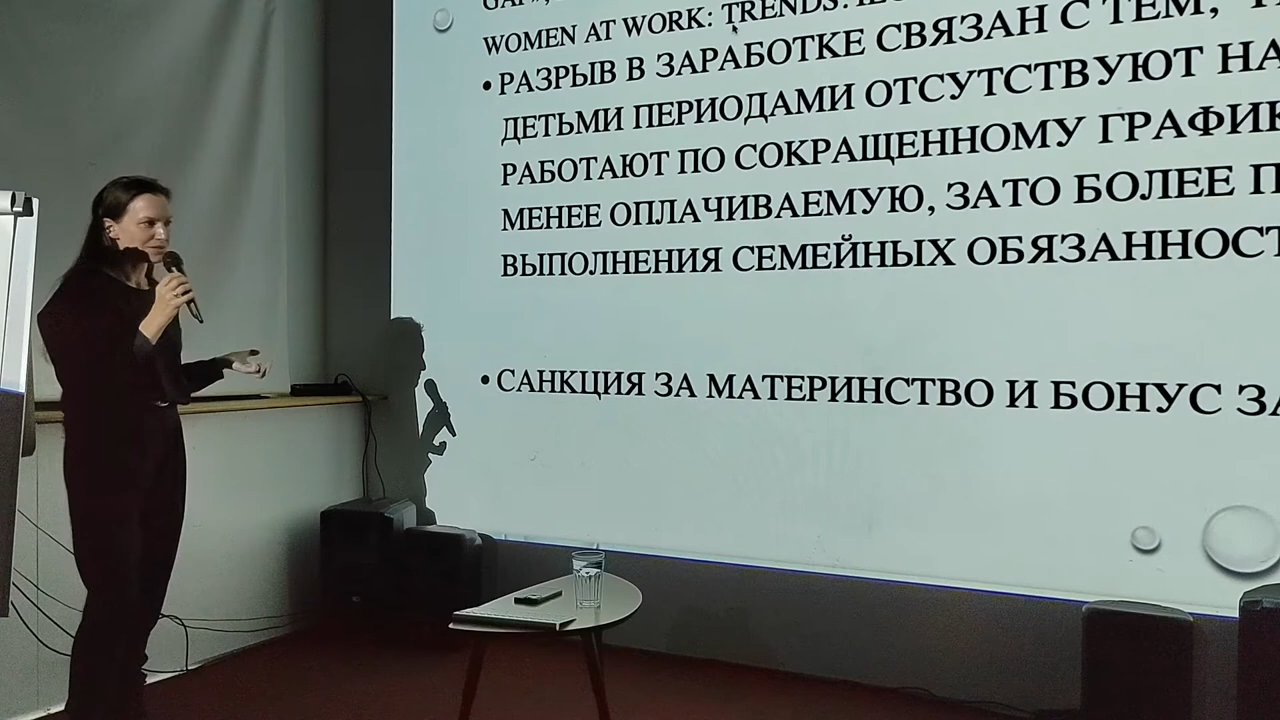 WOMEN AT WORK: TRENDS.
• РАЗРЫВ В ЗАРАБОТКЕ СВЯЗАН С ТЕМ,
ДЕТЬМИ ПЕРИОДАМИ ОТСУТСТВУЮТ НА
РАБОТАЮТ ПО СОКРАЩЕННОМУ ГРАФИК
МЕНЕЕ ОПЛАЧИВАЕМУЮ, ЗАТО БОЛЕЕ П
ВЫПОЛНЕНИЯ СЕМЕЙНЫХ ОБЯЗАННОСТ
• САНКЦИЯ ЗА МАТЕРИНСТВО И БОНУС ЗА